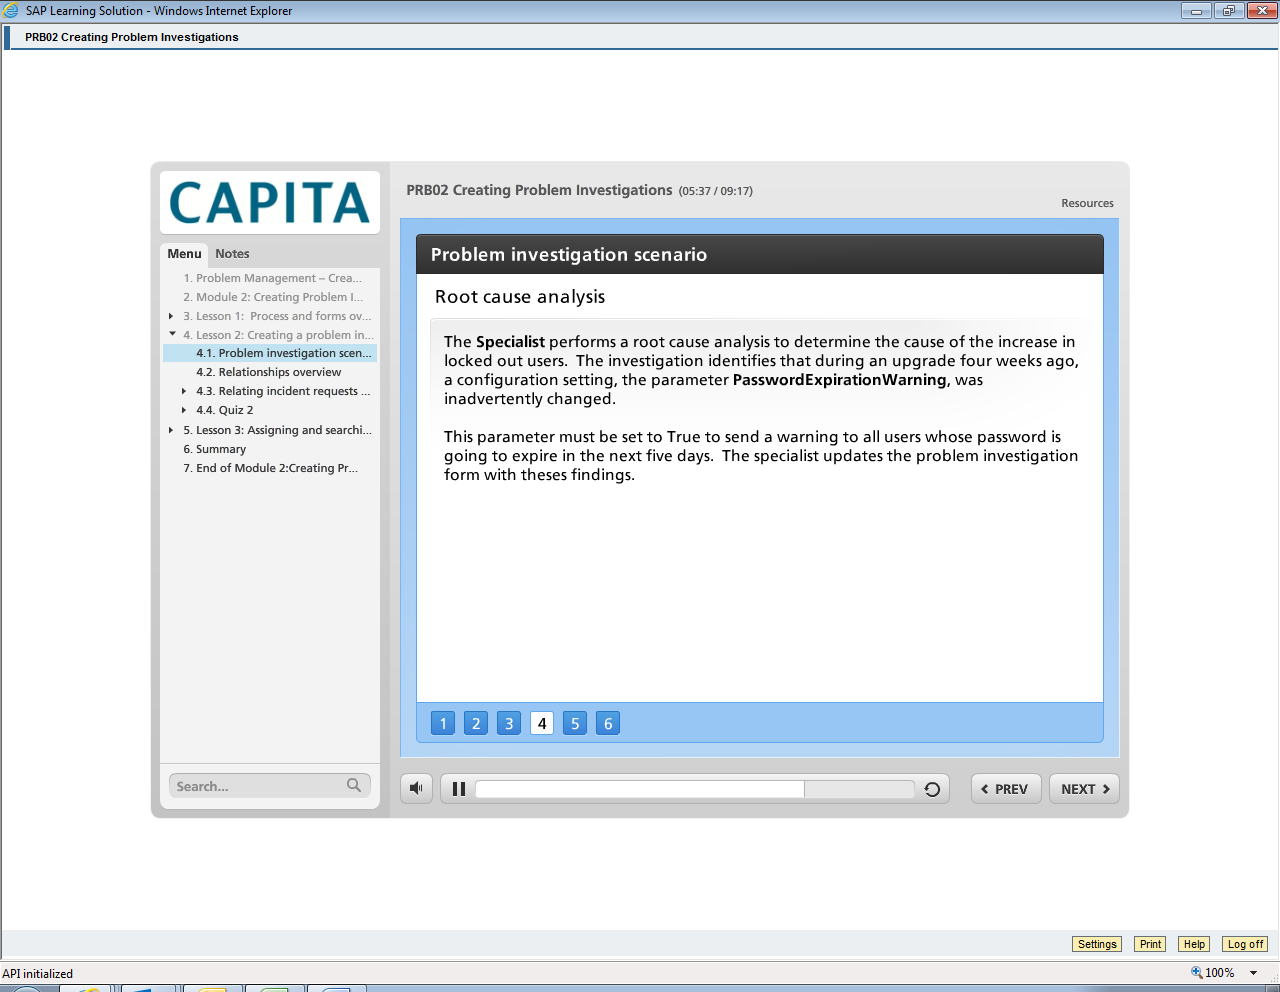 SAP Learning Solution - Windows Internet Explorer
PRB02 Creating Problem Investigations
CAPITA
PRB02 Creating Problem Investigations (05:37 / 09:17)
Resources
Menu
Notes
1. Problem Management – Crea...
2. Module 2: Creating Problem I...
3. Lesson 1: Process and forms ov...
4. Lesson 2: Creating a problem in...
4.1. Problem investigation scen...
4.2. Relationships overview
4.3. Relating incident requests ...
4.4. Quiz 2
5. Lesson 3: Assigning and searchi...
6. Summary
7. End of Module 2:Creating Pr...
Search...
Problem investigation scenario
Root cause analysis
The Specialist performs a root cause analysis to determine the cause of the increase in
locked out users. The investigation identifies that during an upgrade four weeks ago,
a configuration setting, the parameter PasswordExpirationWarning, was
inadvertently changed.
This parameter must be set to True to send a warning to all users whose password is
going to expire in the next five days. The specialist updates the problem investigation
form with theses findings.
1 2 3 4 5 6
PREV
NEXT
Settings
Print
Help
Log off
API initialized
100%